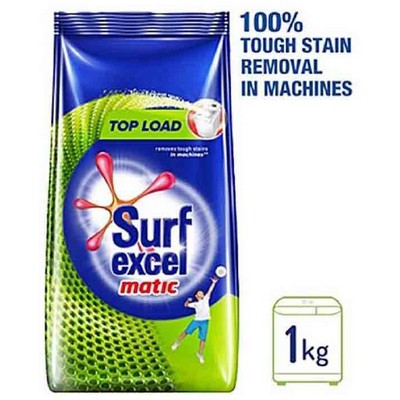 100%
TOUGH STAIN
REMOVAL
IN MACHINES
TOP LOAD
removes tough stains
in machines**
Surf
excel
matic
1kg